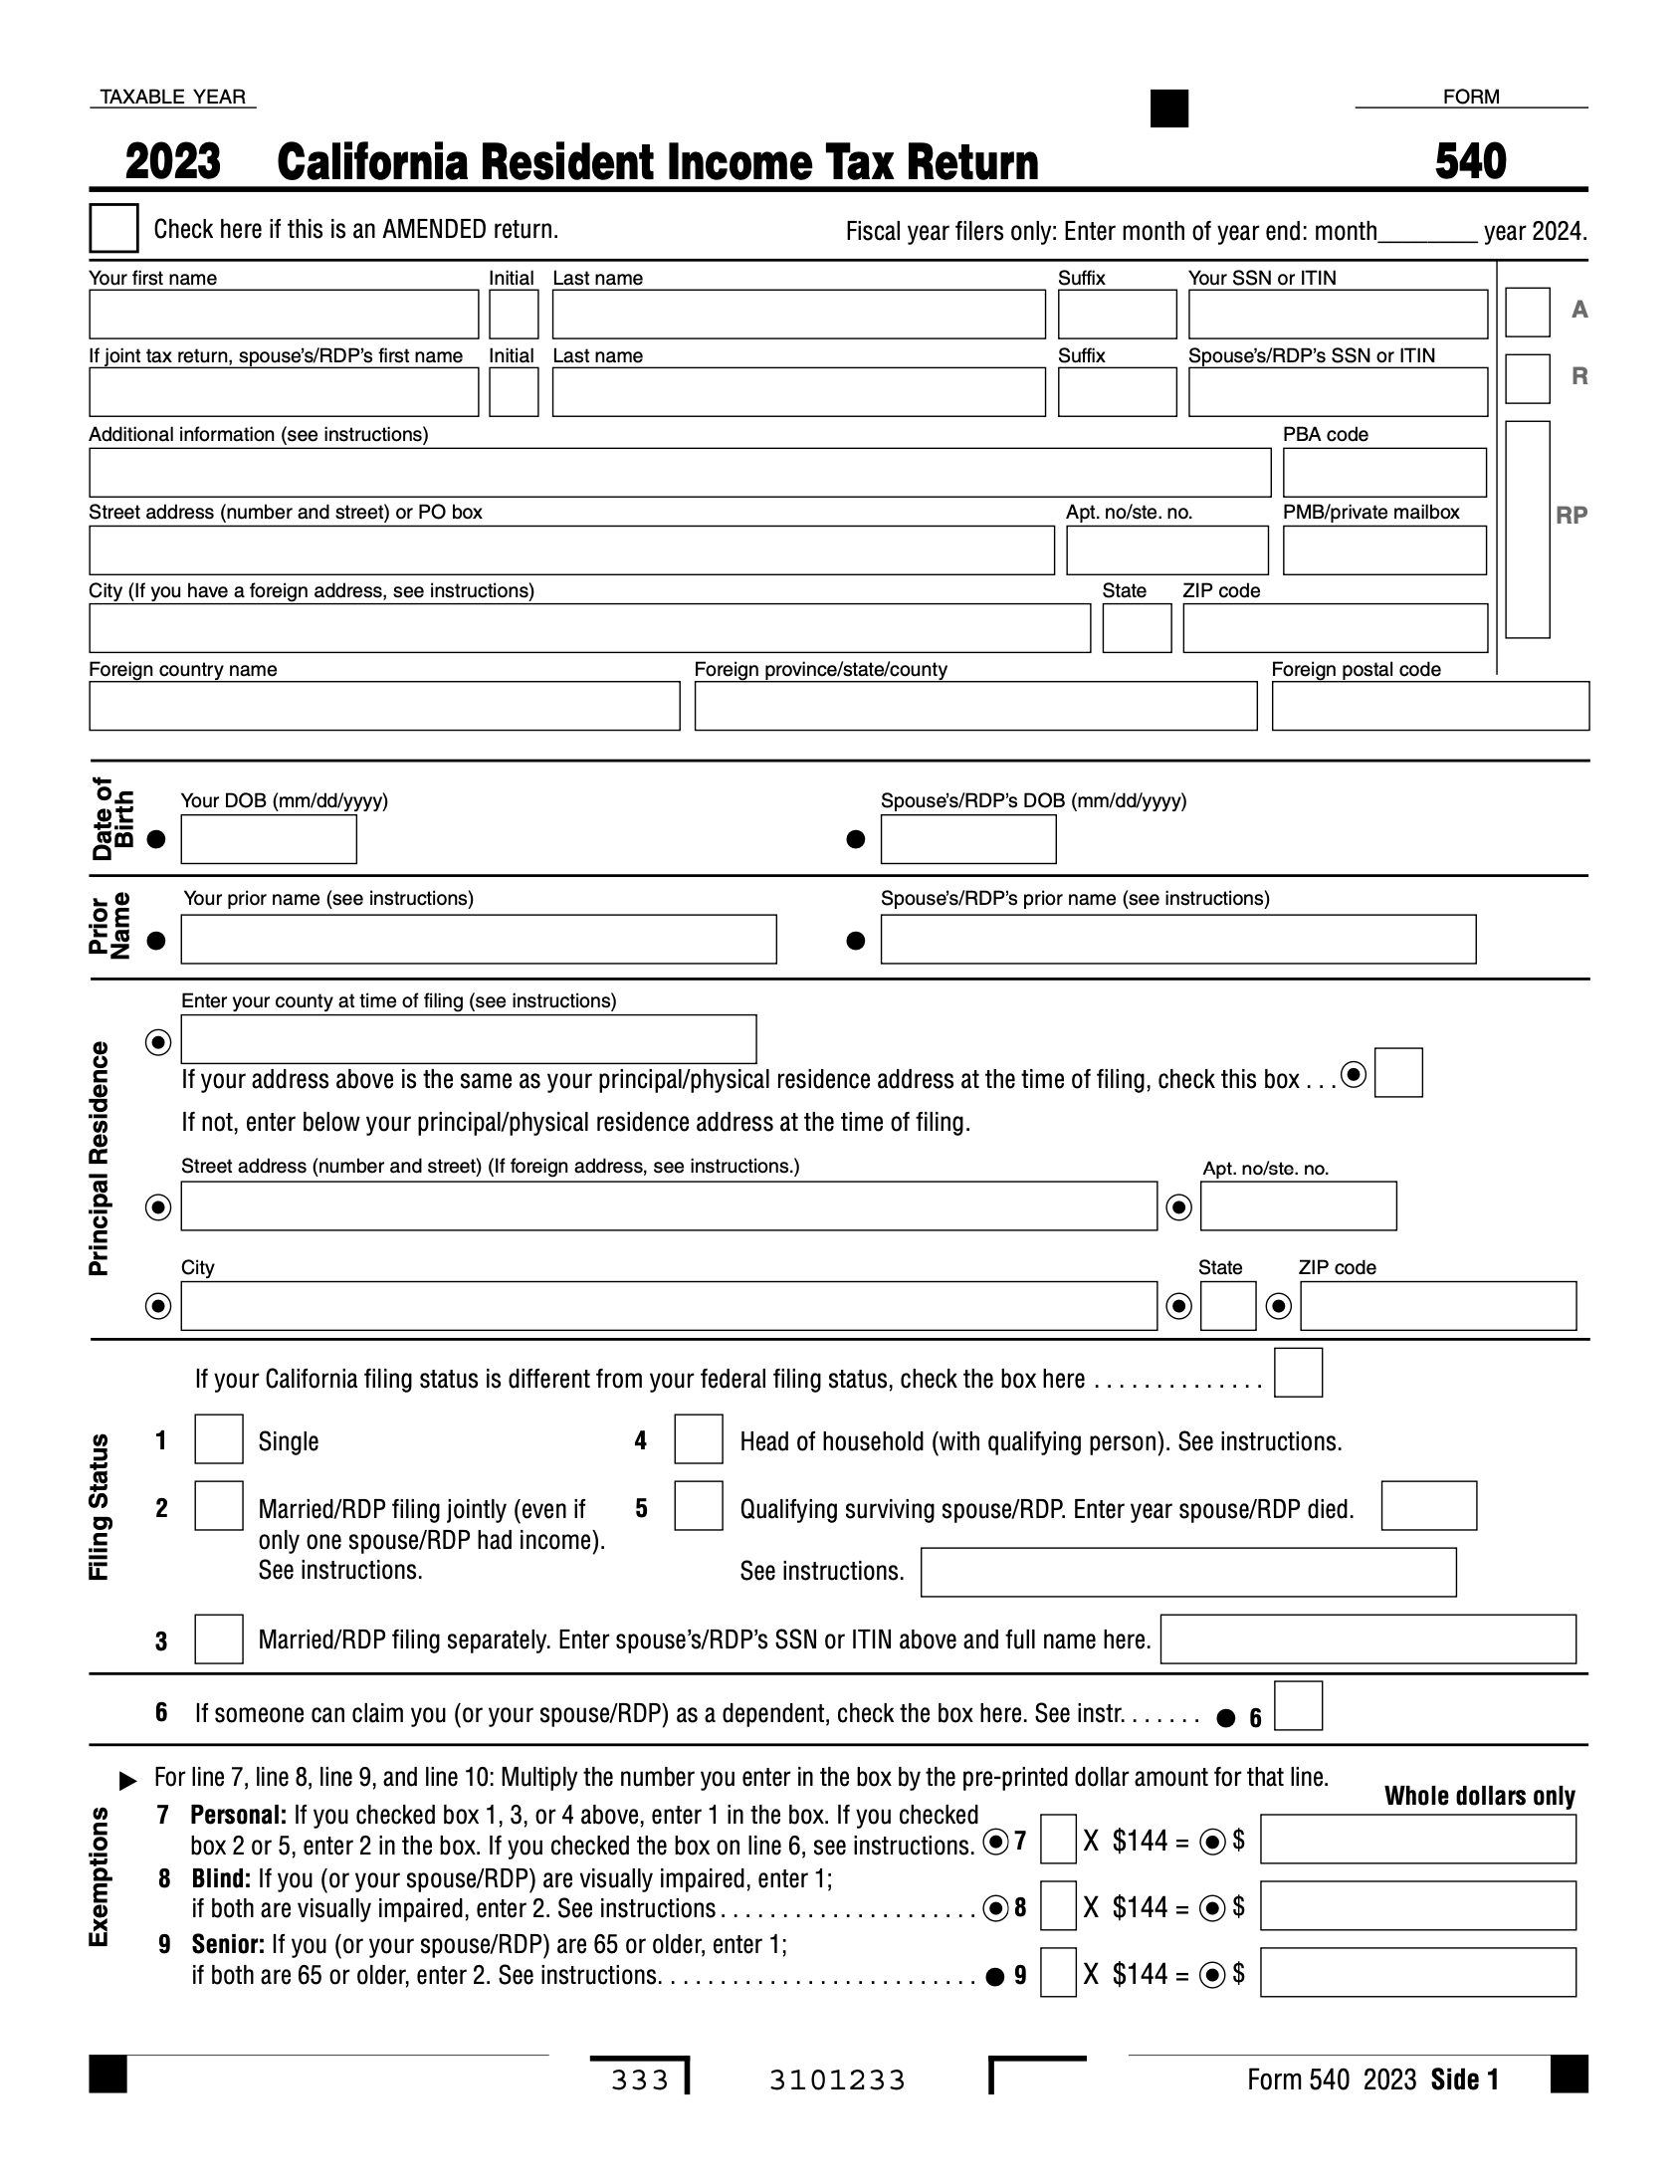 TAXABLE YEAR
FORM
2023 California Resident Income Tax Return 540
Check here if this is an AMENDED return. Fiscal year filers only: Enter month of year end: month________ year 2024.
Your first name Initial Last name Suffix Your SSN or ITIN
A
If joint tax return, spouse’s/RDP’s first name Initial Last name Suffix Spouse’s/RDP’s SSN or ITIN
R
Additional information (see instructions) PBA code
Street address (number and street) or PO box Apt. no/ste. no. PMB/private mailbox
RP
City (If you have a foreign address, see instructions) State ZIP code
Foreign country name Foreign province/state/county Foreign postal code
Date of
Birth
Your DOB (mm/dd/yyyy) Spouse’s/RDP’s DOB (mm/dd/yyyy)
Prior
Name
Your prior name (see instructions) Spouse’s/RDP’s prior name (see instructions)
Principal Residence
Enter your county at time of filing (see instructions)
If your address above is the same as your principal/physical residence address at the time of filing, check this box . . .
If not, enter below your principal/physical residence address at the time of filing.
Street address (number and street) (If foreign address, see instructions.) Apt. no/ste. no.
City State ZIP code
Filing Status
If your California filing status is different from your federal filing status, check the box here . . . . . . . . . . . . . .
1 Single 4 Head of household (with qualifying person). See instructions.
2 Married/RDP filing jointly (even if 5 Qualifying surviving spouse/RDP. Enter year spouse/RDP died.
only one spouse/RDP had income).
See instructions. See instructions.
3 Married/RDP filing separately. Enter spouse’s/RDP’s SSN or ITIN above and full name here.
6 If someone can claim you (or your spouse/RDP) as a dependent, check the box here. See instr. . . . . . . ● 6
Exemptions
▶ For line 7, line 8, line 9, and line 10: Multiply the number you enter in the box by the pre-printed dollar amount for that line.
Whole dollars only
7 Personal: If you checked box 1, 3, or 4 above, enter 1 in the box. If you checked
box 2 or 5, enter 2 in the box. If you checked the box on line 6, see instructions. 7 X $144 = $
8 Blind: If you (or your spouse/RDP) are visually impaired, enter 1;
if both are visually impaired, enter 2. See instructions . . . . . . . . . . . . . . . . . . . . . 8 X $144 = $
9 Senior: If you (or your spouse/RDP) are 65 or older, enter 1;
if both are 65 or older, enter 2. See instructions. . . . . . . . . . . . . . . . . . . . . . . . . . ● 9 X $144 = $
333 3101233 Form 540 2023 Side 1